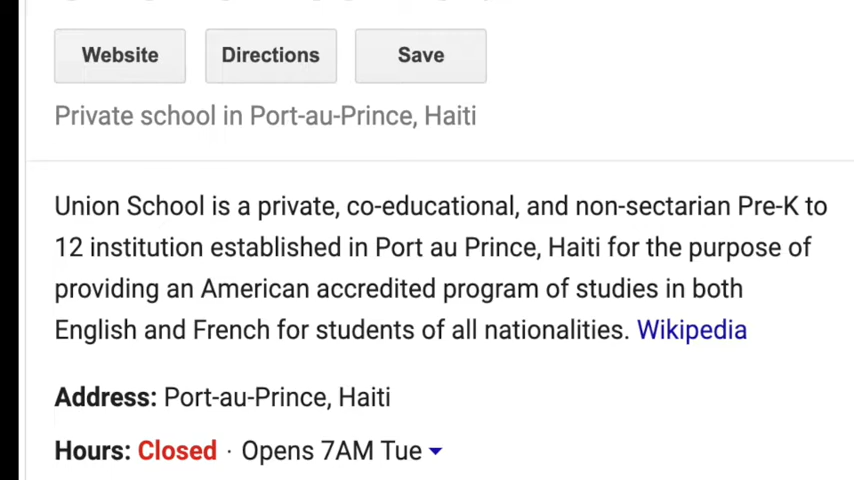 Website Directions Save
Private school in Port-au-Prince, Haiti
Union School is a private, co-educational, and non-sectarian Pre-K to
12 institution established in Port au Prince, Haiti for the purpose of
providing an American accredited program of studies in both
English and French for students of all nationalities. Wikipedia
Address: Port-au-Prince, Haiti
Hours: Closed · Opens 7AM Tue